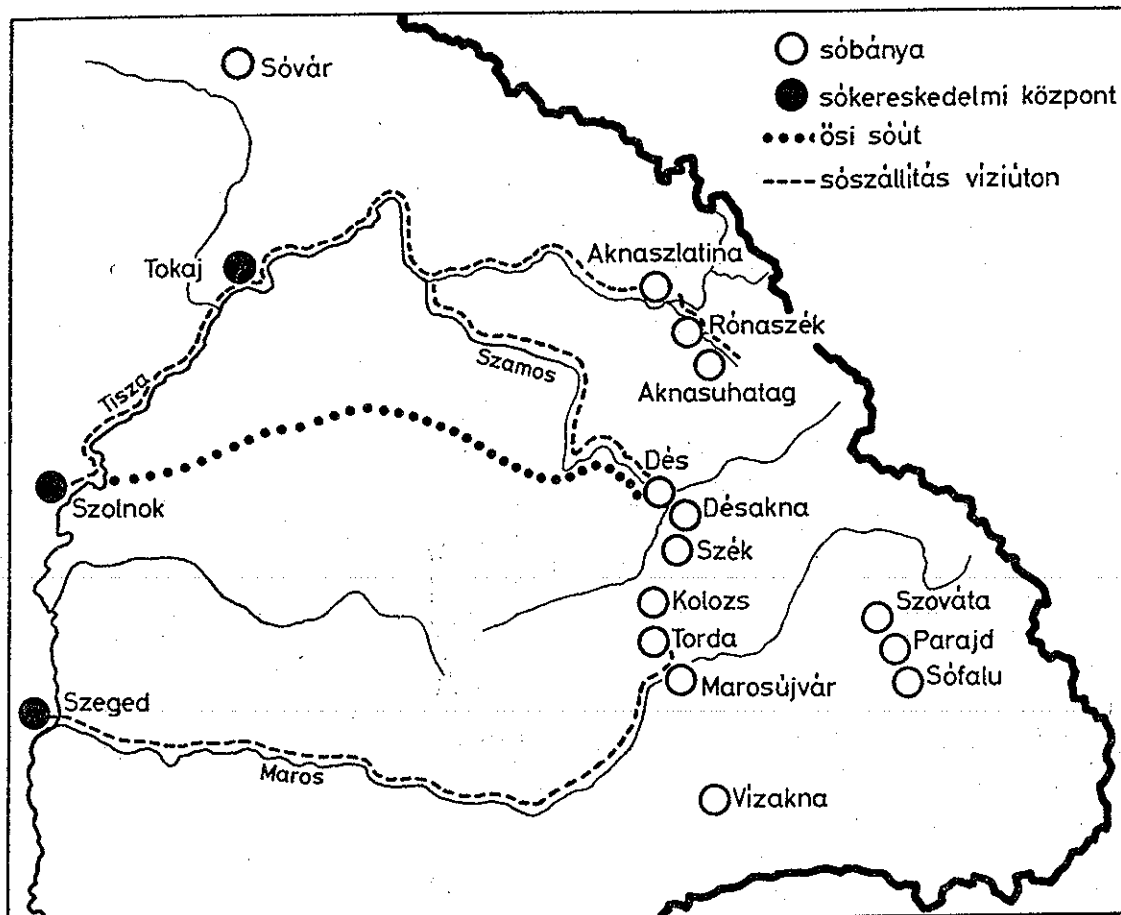 Sóvár
sóbánya
sókereskedelmi központ
ősi sóút
sószállítás víziúton
Tokaj
Aknaszlatina
Rónaszék
Aknasuhatag
Szamos
Tisza
Dés
Szolnok
Désakna
Szék
Kolozs
Torda
Marosújvár
Szováta
Parajd
Sófalu
Szeged
Maros
Vízakna